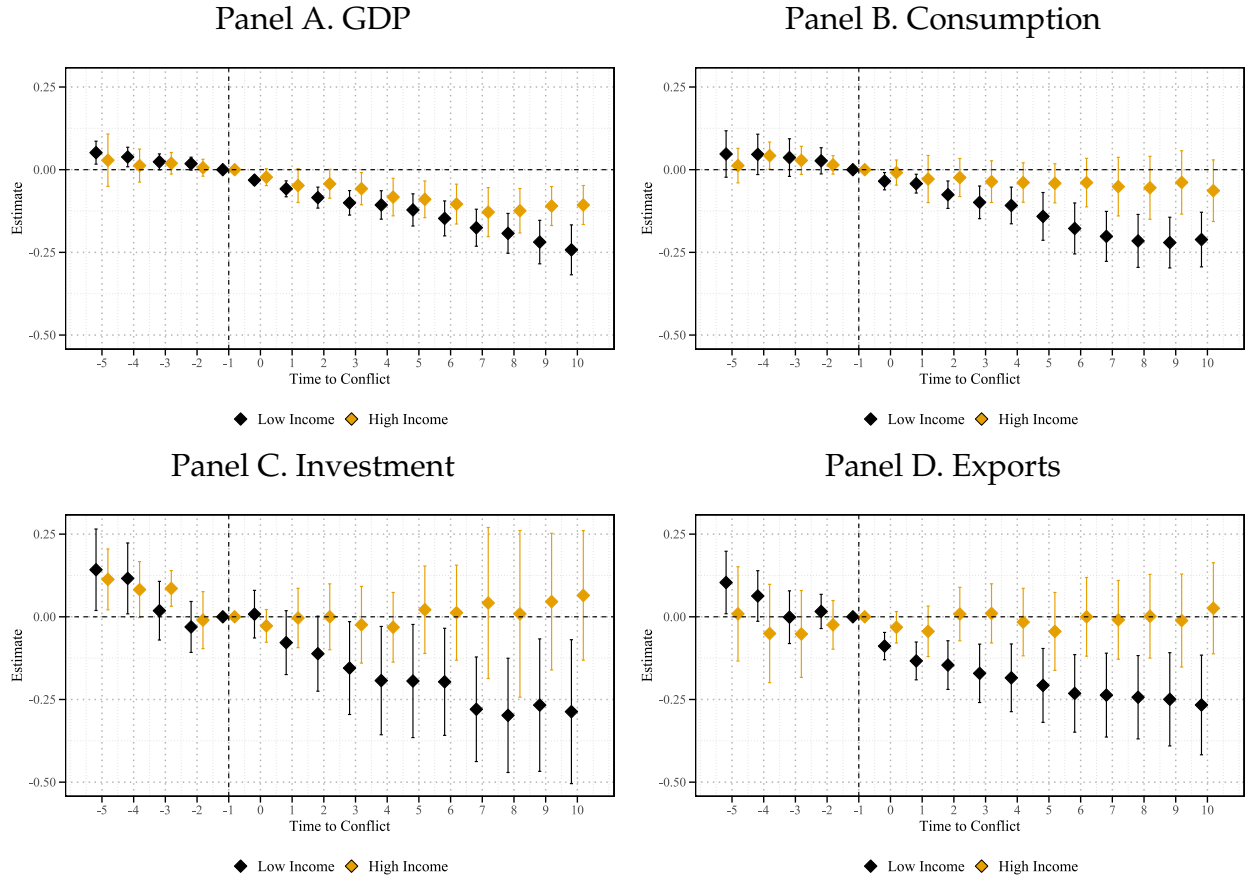 Panel A. GDP
Panel B. Consumption
0.25
0.00
-0.25
-0.50
Estimate
-5 -4 -3 -2 -1 0 1 2 3 4 5 6 7 8 9 10
Time to Conflict
Low Income High Income
0.25
0.00
-0.25
-0.50
Estimate
-5 -4 -3 -2 -1 0 1 2 3 4 5 6 7 8 9 10
Time to Conflict
Low Income High Income
Panel C. Investment
Panel D. Exports
0.25
0.00
-0.25
-0.50
Estimate
-5 -4 -3 -2 -1 0 1 2 3 4 5 6 7 8 9 10
Time to Conflict
Low Income High Income
0.25
0.00
-0.25
-0.50
Estimate
-5 -4 -3 -2 -1 0 1 2 3 4 5 6 7 8 9 10
Time to Conflict
Low Income High Income